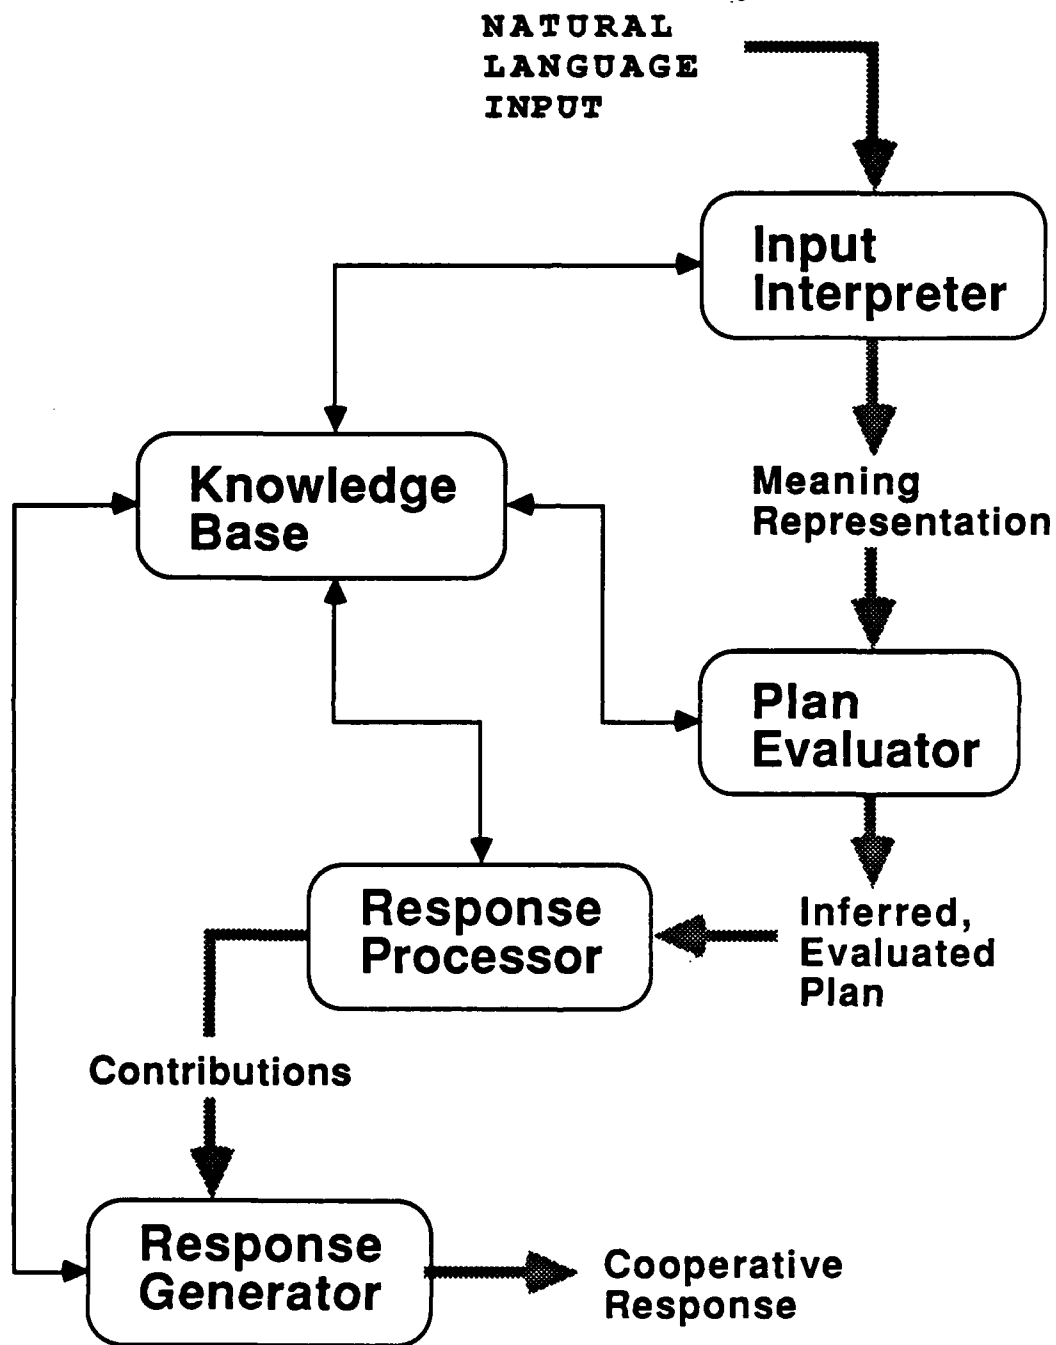 NATURAL
LANGUAGE
INPUT
Input
Interpreter
Knowledge
Base
Meaning
Representation
Plan
Evaluator
Response
Processor
Inferred,
Evaluated
Plan
Contributions
Response
Generator
Cooperative
Response